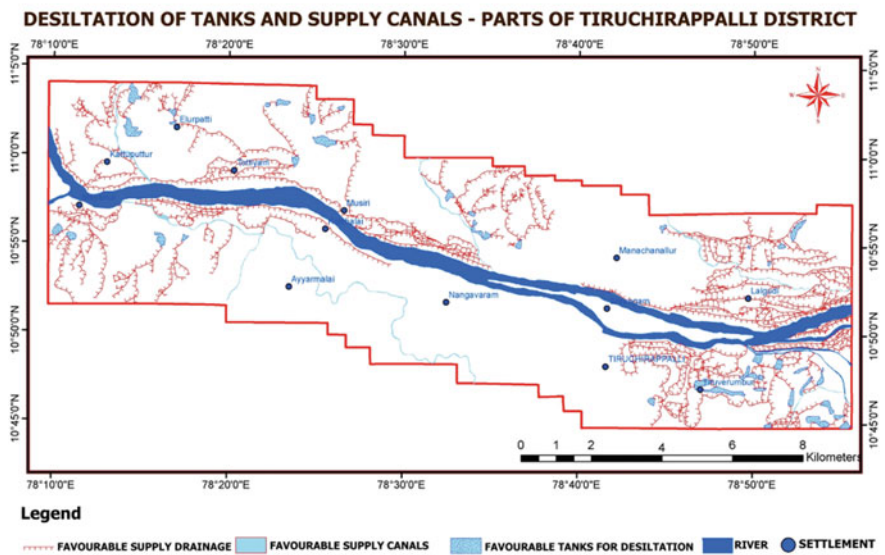 DESILTATION OF TANKS AND SUPPLY CANALS - PARTS OF TIRUCHIRAPPALLI DISTRICT
78°10'0"E 78°20'0"E 78°30'0"E 78°40'0"E 78°50'0"E
11°5'0"N 11°5'0"N
Elurpatti
11°0'0"N Kattuputtur 11°0'0"N
Musiri
10°55'0"N 10°55'0"N
Manachanallur
Ayyarmalai
Nangavaram Lalgudi
10°50'0"N 10°50'0"N
TIRUCHIRAPPALLI
Tiruverumbur
10°45'0"N 10°45'0"N
0 1 2 4 6 8
Kilometers
78°10'0"E 78°20'0"E 78°30'0"E 78°40'0"E 78°50'0"E
Legend
FAVOURABLE SUPPLY DRAINAGE FAVOURABLE SUPPLY CANALS FAVOURABLE TANKS FOR DESILTATION RIVER SETTLEMENT